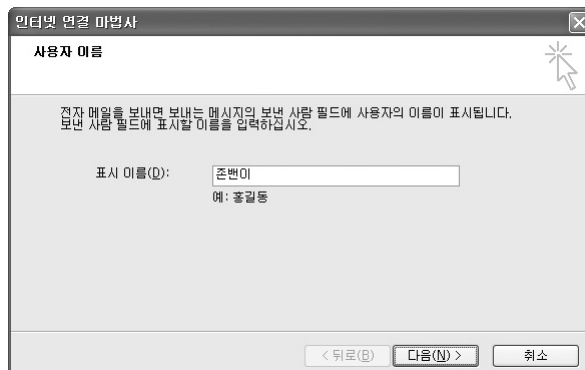 인터넷 연결 마법사
사용자 이름
전자 메일을 보내면 보내는 메시지의 보낸 사람 필드에 사용자의 이름이 표시됩니다.
보낸 사람 필드에 표시할 이름을 입력하십시오.
표시 이름(D): 존밴이
예: 홍길동
< 뒤로(B) 다음(N) > 취소